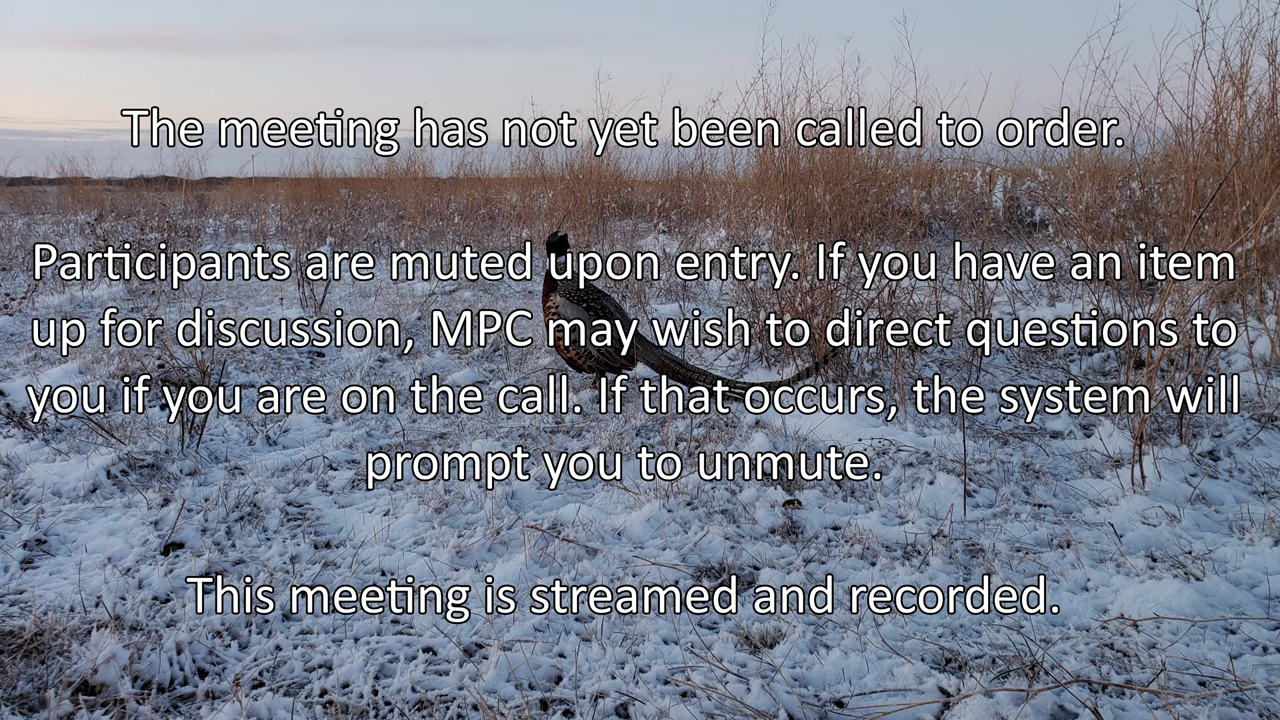 The meeting has not yet been called to order.
Participants are muted upon entry. If you have an item
up for discussion, MPC may wish to direct questions to
you if you are on the call. If that occurs, the system will
prompt you to unmute.
This meeting is streamed and recorded.